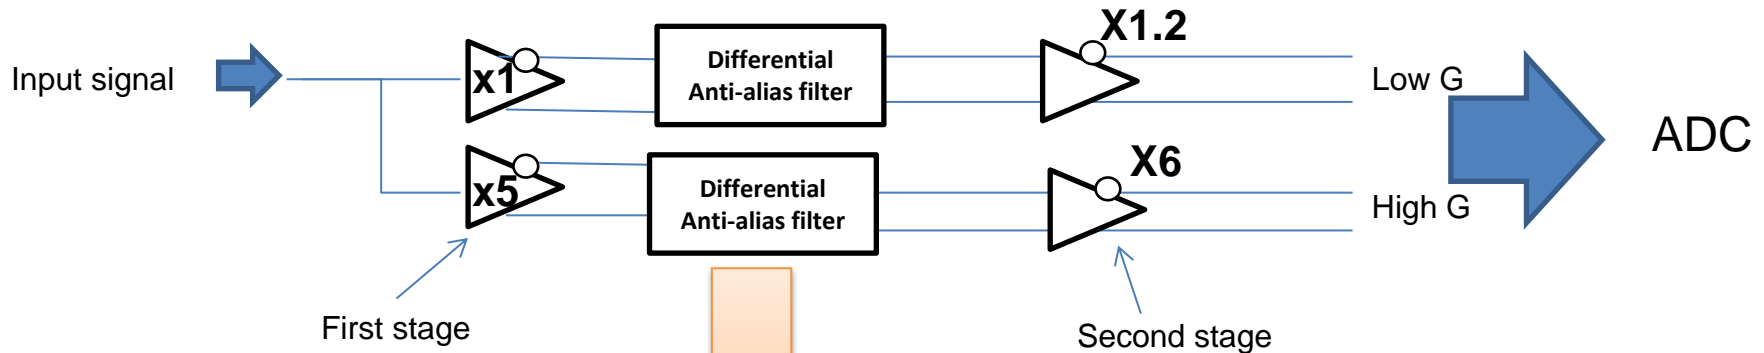 X1.2
Input signal
x1
Differential
Anti-alias filter
Low G
ADC
x5
Differential
Anti-alias filter
X6
High G
First stage
Second stage